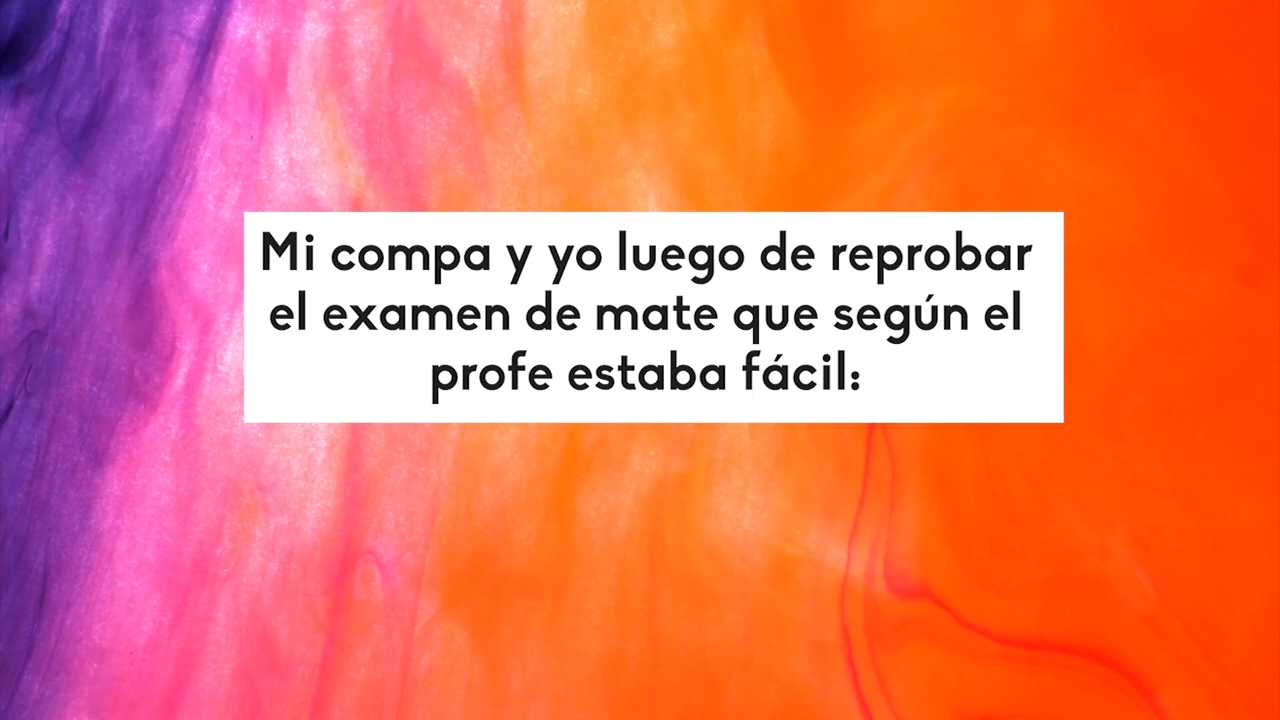 Mi compa y yo luego de reprobar
el examen de mate que según el
profe estaba fácil: